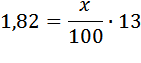 1,82 = x/100 · 13